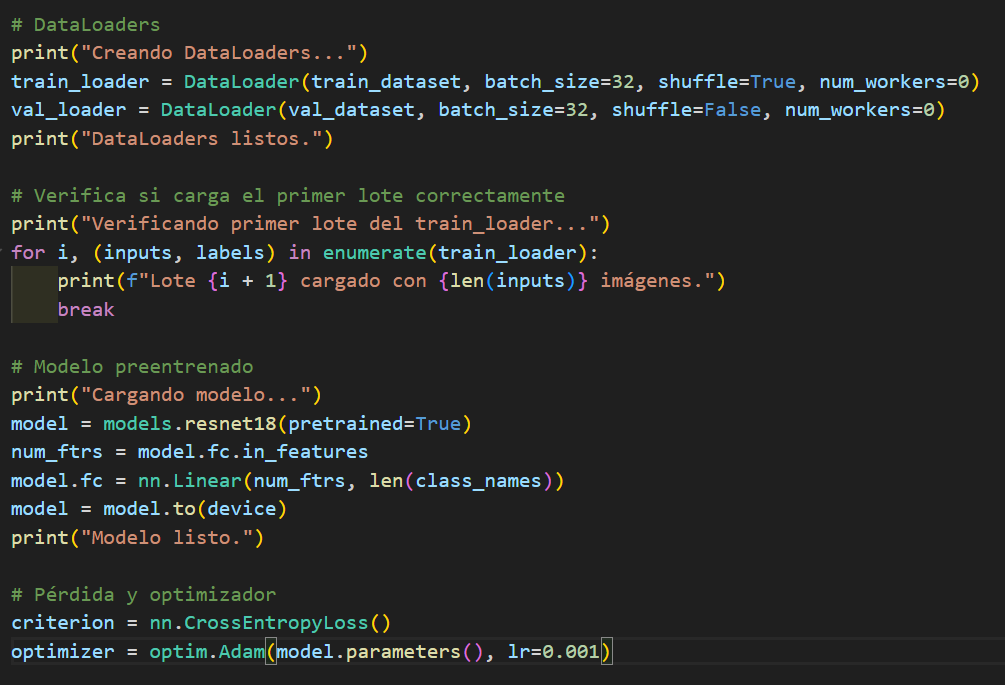 # DataLoaders
print("Creando DataLoaders...")
train_loader = DataLoader(train_dataset, batch_size=32, shuffle=True, num_workers=0)
val_loader = DataLoader(val_dataset, batch_size=32, shuffle=False, num_workers=0)
print("DataLoaders listos.")
# Verifica si carga el primer lote correctamente
print("Verificando primer lote del train_loader...")
for i, (inputs, labels) in enumerate(train_loader):
    print(f"Lote {i + 1} cargado con {len(inputs)} imágenes.")
    break
# Modelo preentrenado
print("Cargando modelo...")
model = models.resnet18(pretrained=True)
num_ftrs = model.fc.in_features
model.fc = nn.Linear(num_ftrs, len(class_names))
model = model.to(device)
print("Modelo listo.")
# Pérdida y optimizador
criterion = nn.CrossEntropyLoss()
optimizer = optim.Adam(model.parameters(), lr=0.001)